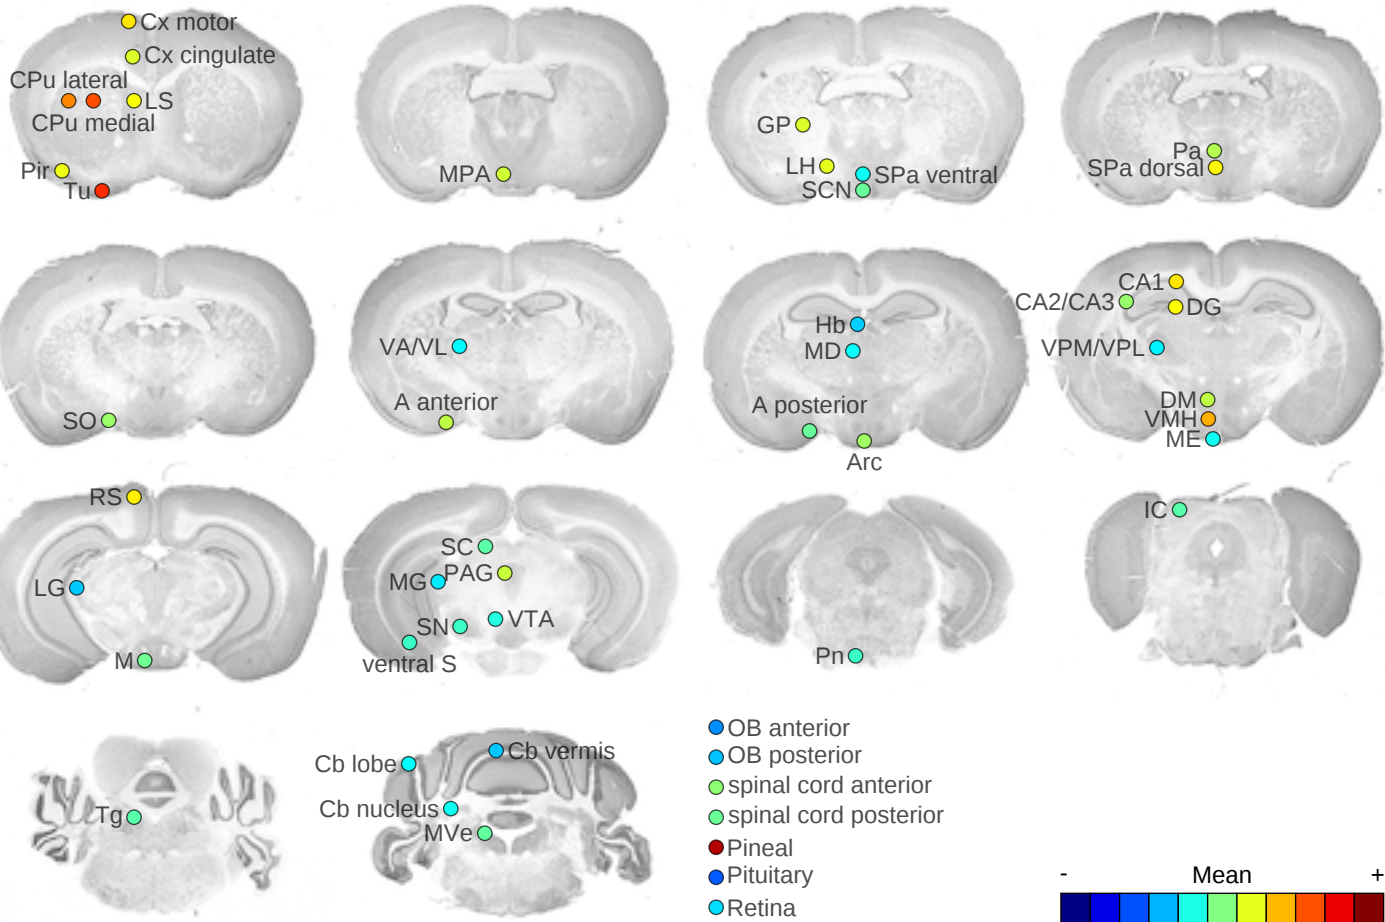 Cx motor
Cx cingulate
CPu lateral
LS
CPu medial
Pir
Tu
MPA
GP
LH
SPa ventral
SCN
Pa
SPa dorsal
SO
VA/VL
A anterior
Hb
MD
A posterior
Arc
CA1
CA2/CA3
DG
VPM/VPL
DM
VMH
ME
RS
LG
M
SC
MG
PAG
SN
VTA
ventral S
Pn
IC
Tg
Cb lobe
Cb vermis
Cb nucleus
MVe
OB anterior
OB posterior
spinal cord anterior
spinal cord posterior
Pineal
Pituitary
Retina
- Mean +